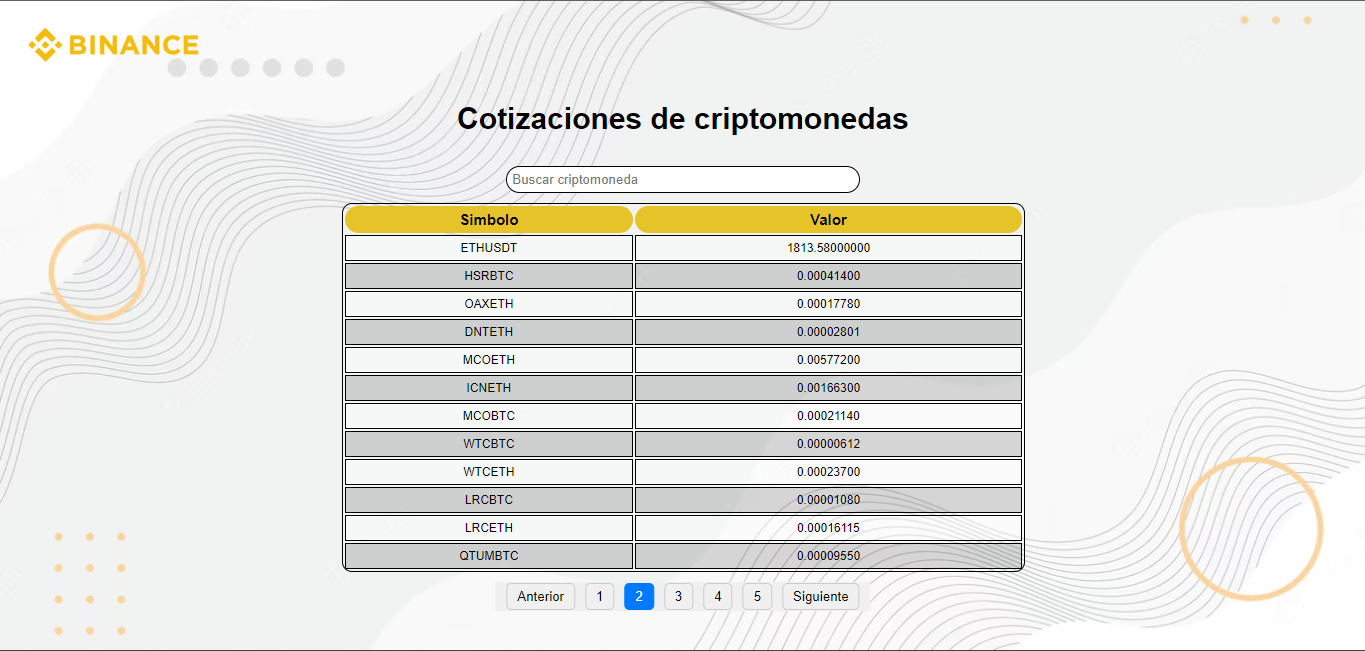 BINANCE
Cotizaciones de criptomonedas
Buscar criptomoneda
Simbolo Valor
ETHUSDT 1813.58000000
HSRBTC 0.00041400
OAXETH 0.00017780
DNTETH 0.00002801
MCOETH 0.00577200
ICNETH 0.00166300
MCOBTC 0.00021140
WTCBTC 0.00000612
WTCETH 0.00023700
LRCBTC 0.00001080
LRCETH 0.00016115
QTUMBTC 0.00009550
Anterior 1 2 3 4 5 Siguiente